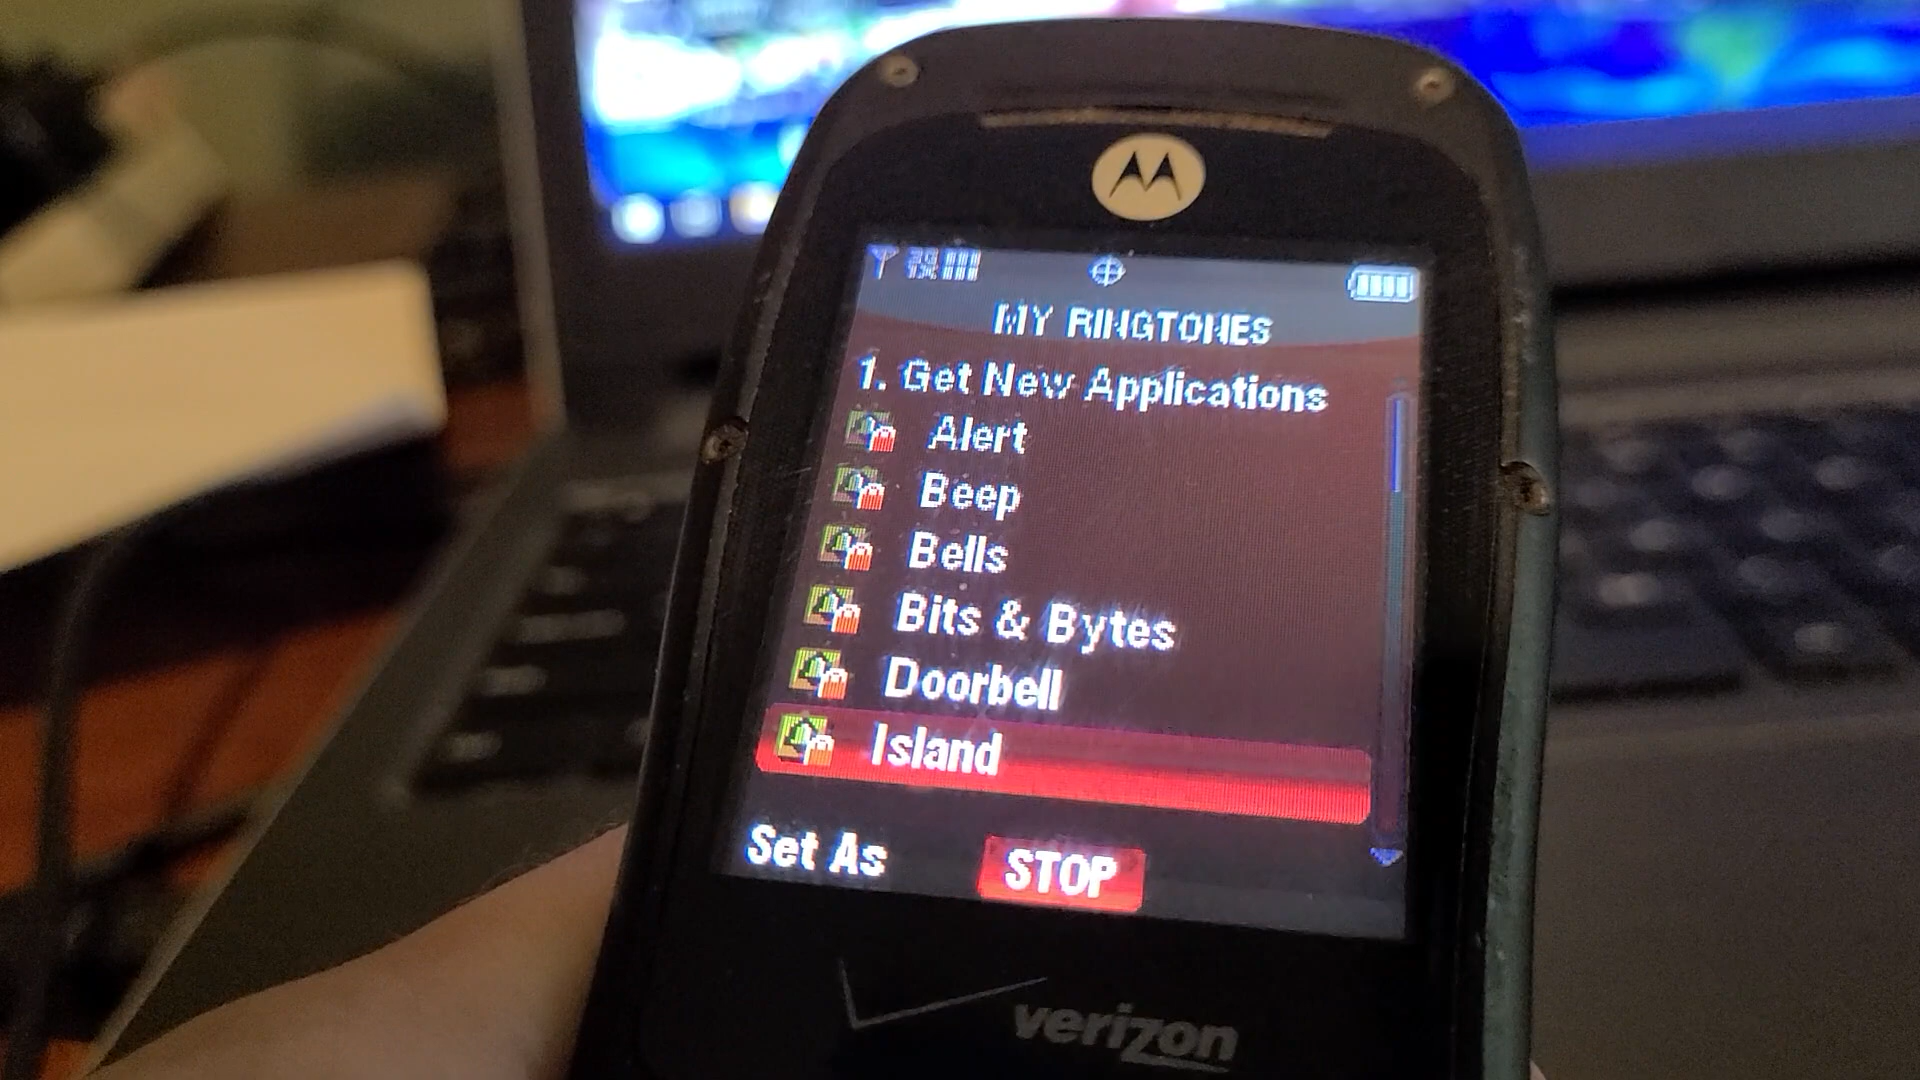 MY RINGTONES
1. Get New Applications
Alert
Beep
Bells
Bits & Bytes
Doorbell
Island
Set As STOP
verizon